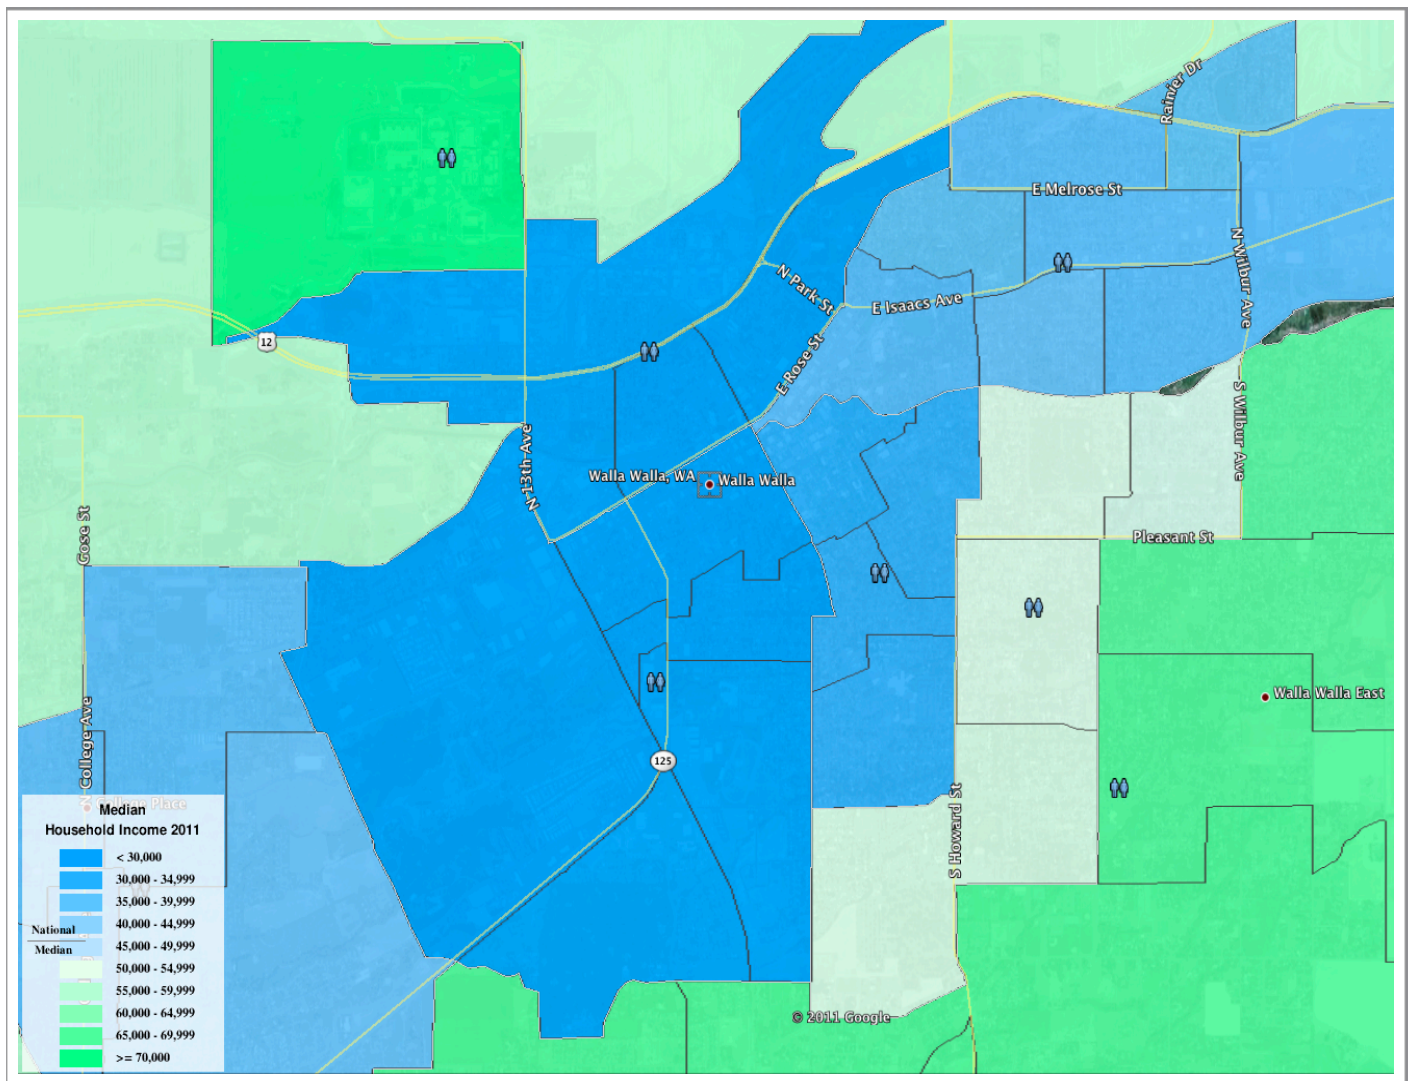 Rainier Dr
E Melrose St
N Wilbur Ave
N Park St
E Isaacs Ave
12
E Rose St
S Wilbur Ave
N 13th Ave
Walla Walla, WA
Walla Walla
Gose St
Pleasant St
Walla Walla East
N College Ave
125
S Howard St
College Place
Median
Household Income 2011
< 30,000
30,000 - 34,999
35,000 - 39,999
40,000 - 44,999
National
Median
45,000 - 49,999
50,000 - 54,999
55,000 - 59,999
60,000 - 64,999
65,000 - 69,999
>= 70,000
© 2011 Google